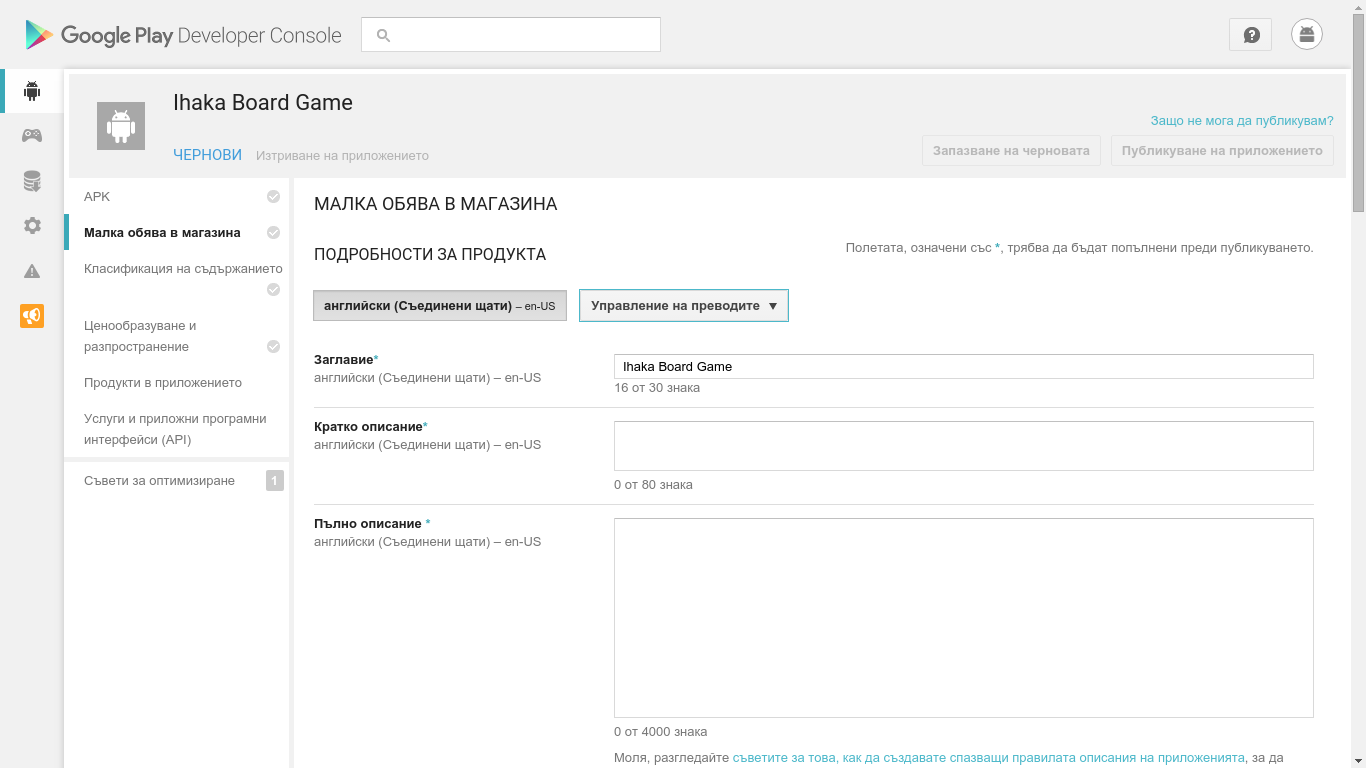 Google Play Developer Console
Ihaka Board Game
ЧЕРНОВИ Изтриване на приложението
Защо не мога да публикувам?
Запазване на черновата Публикуване на приложението
APK
Малка обява в магазина
Класификация на съдържанието
Ценообразуване и
разпространение
Продукти в приложението
Услуги и приложни програмни
интерфейси (API)
Съвети за оптимизиране 1
МАЛКА ОБЯВА В МАГАЗИНА
ПОДРОБНОСТИ ЗА ПРОДУКТА
Полетата, означени със *, трябва да бъдат попълнени преди публикуването.
английски (Съединени щати) – en-US Управление на преводите
Заглавие*
английски (Съединени щати) – en-US
Ihaka Board Game
16 от 30 знака
Кратко описание*
английски (Съединени щати) – en-US
0 от 80 знака
Пълно описание *
английски (Съединени щати) – en-US
0 от 4000 знака
Моля, разгледайте съветите за това, как да създавате спазващи правилата описания на приложенията, за да